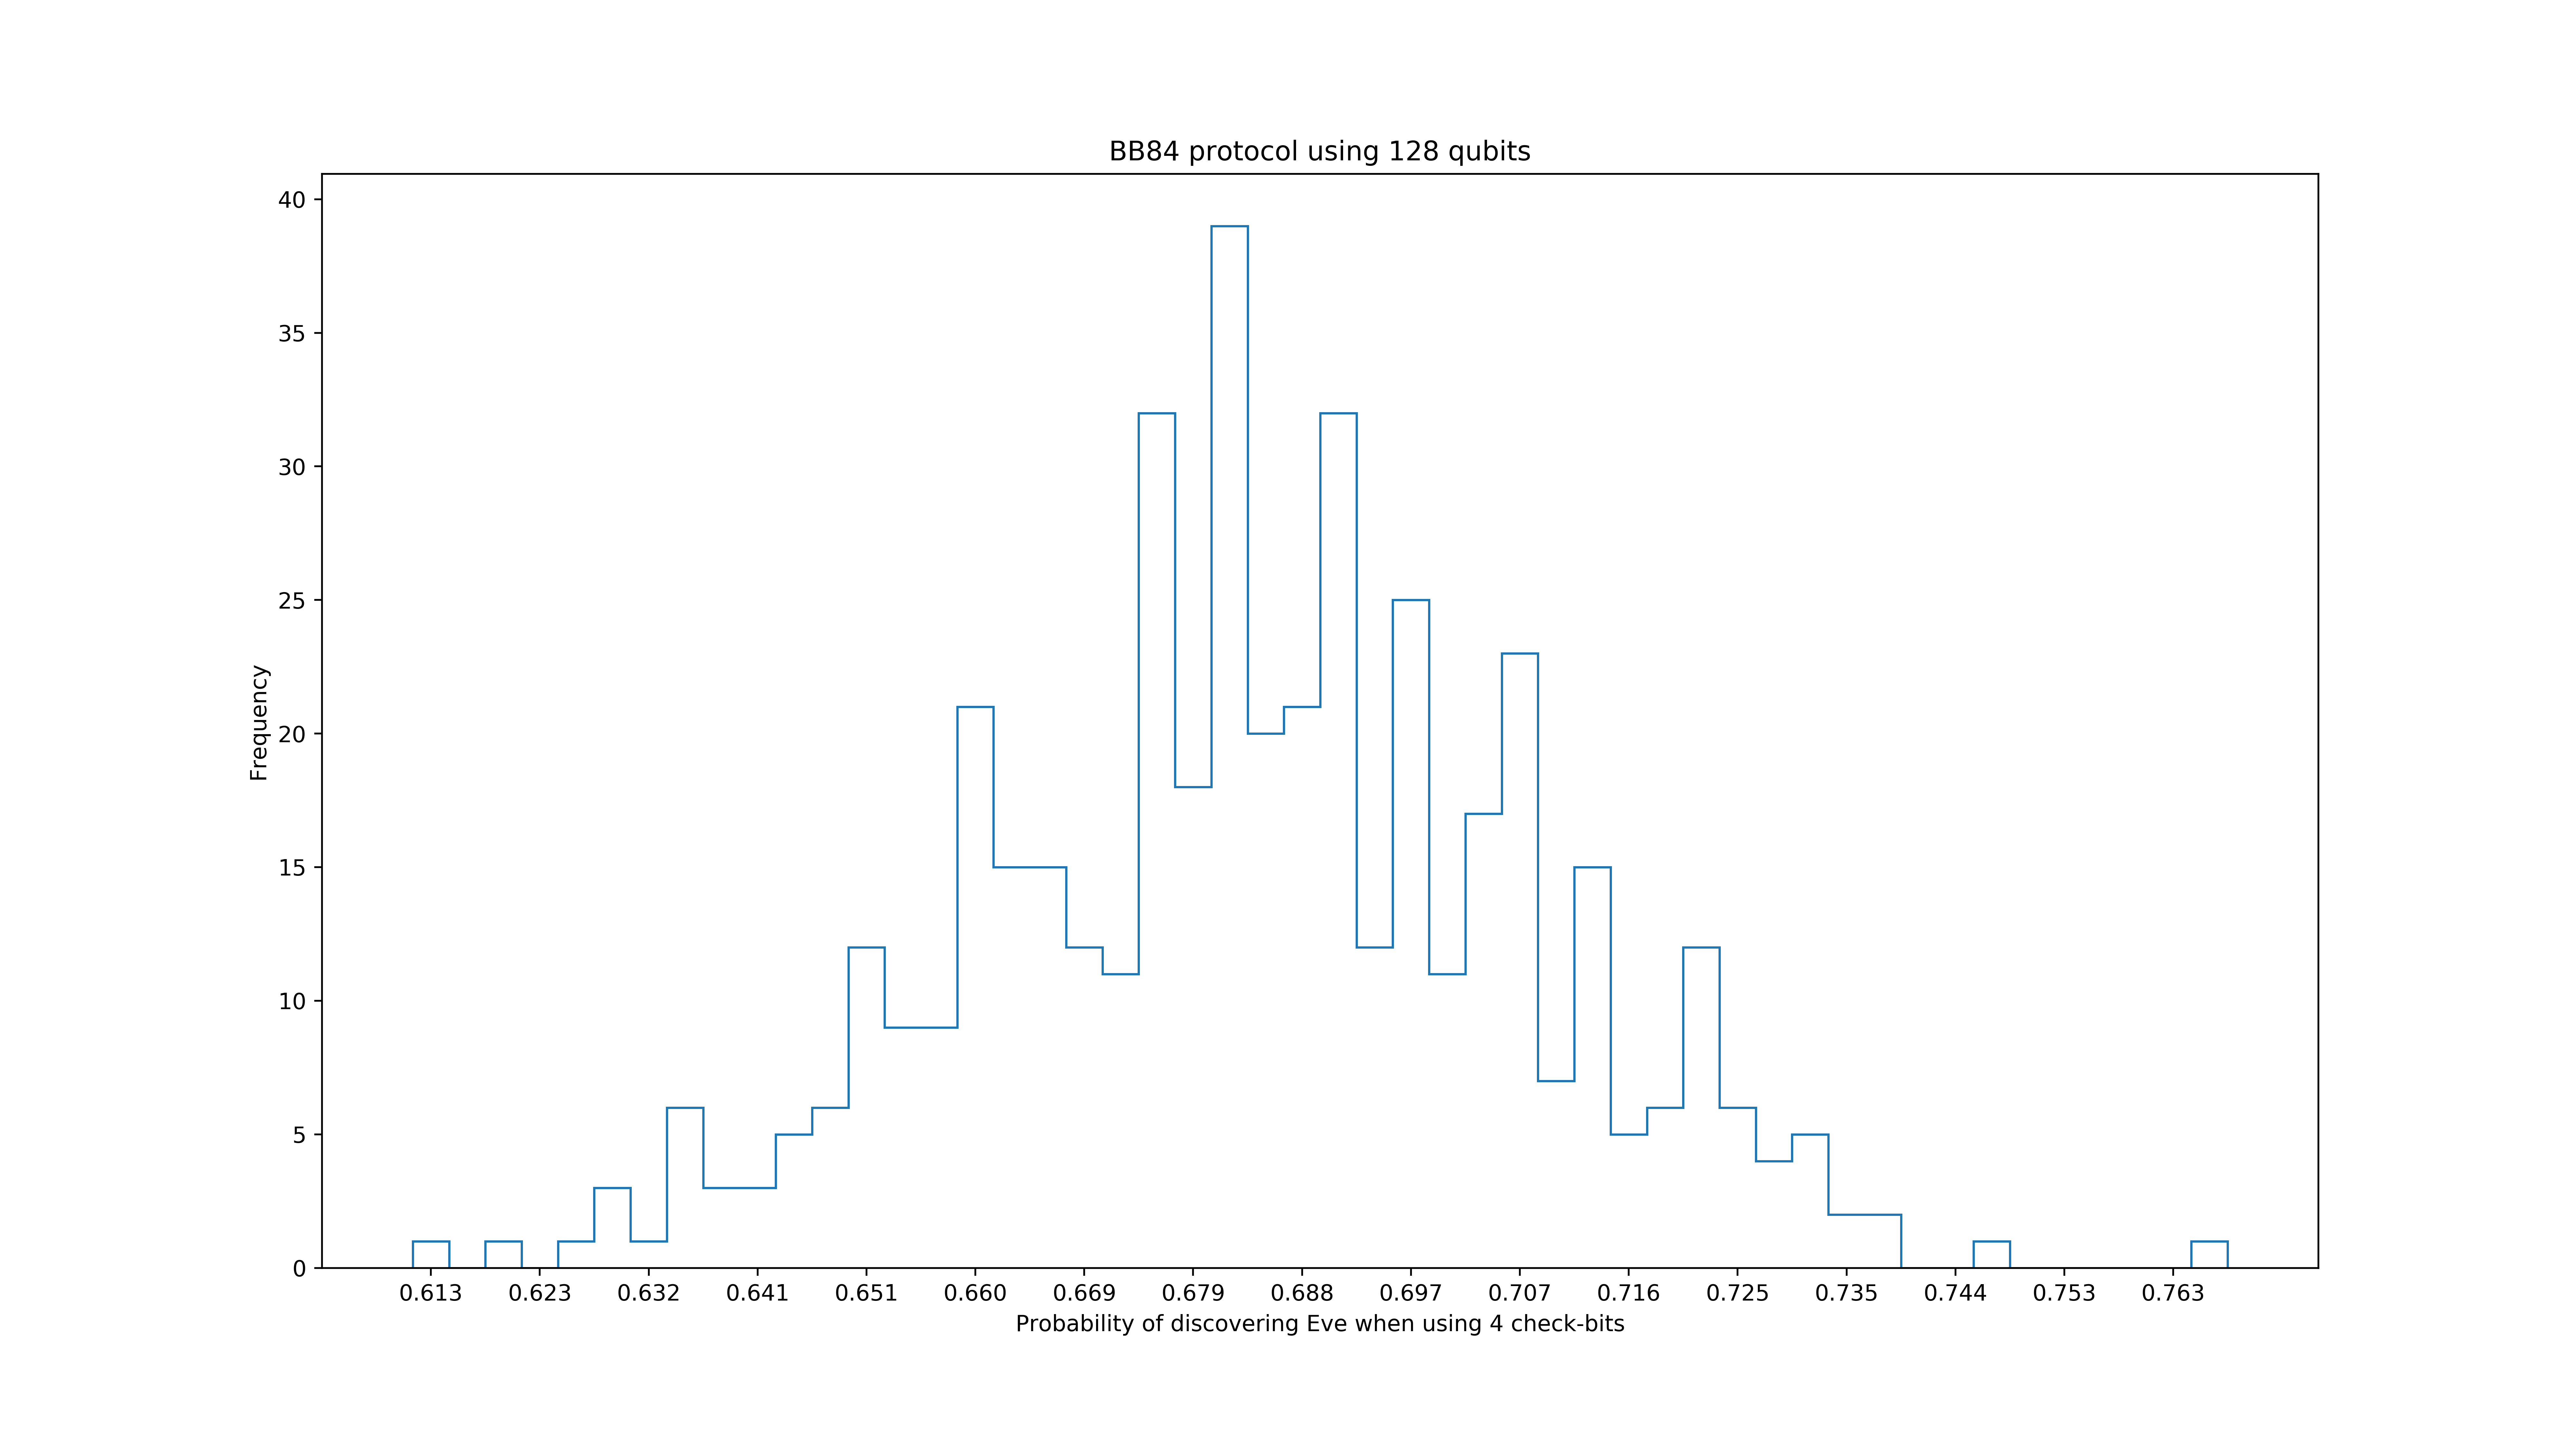 BB84 protocol using 128 qubits
40
35
30
25
20
15
10
5
0
Frequency
0.613 0.623 0.632 0.641 0.651 0.660 0.669 0.679 0.688 0.697 0.707 0.716 0.725 0.735 0.744 0.753 0.763
Probability of discovering Eve when using 4 check-bits